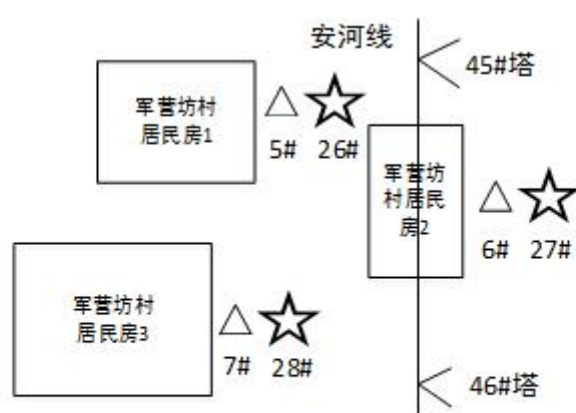 安河线
45#塔
军营坊村
居民房1
5# 26#
军营坊
村居民
房2
6# 27#
军营坊村
居民房3
7# 28#
46#塔